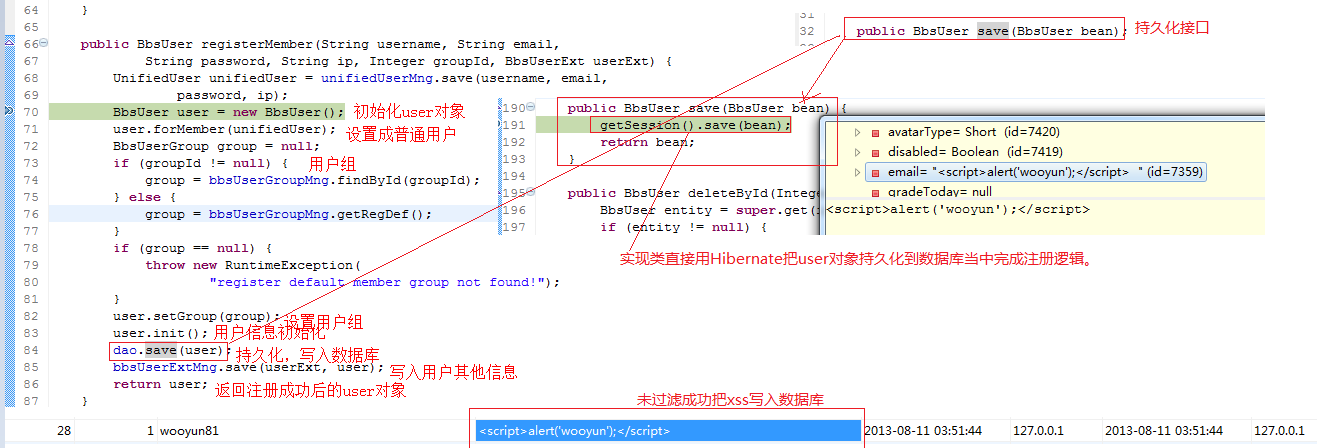 64 }
65
66 public BbsUser registerMember(String username, String email,
67 String password, String ip, Integer groupId, BbsUserExt userExt) {
68 UnifiedUser unifiedUser = unifiedUserMng.save(username, email,
69 password, ip);
70 BbsUser user = new BbsUser(); 初始化user对象
71 user.forMember(unifiedUser); 设置成普通用户
72 BbsUserGroup group = null;
73 if (groupId != null) { 用户组
74 group = bbsUserGroupMng.findById(groupId);
75 } else {
76 group = bbsUserGroupMng.getRegDef();
77 }
78 if (group == null) {
79 throw new RuntimeException(
80 "register default member group not found!");
81 }
82 user.setGroup(group); 设置用户组
83 user.init(); 用户信息初始化
84 dao.save(user); 持久化，写入数据库
85 bbsUserExtMng.save(userExt, user); 写入用户其他信息
86 return user; 返回注册成功后的user对象
87 }
31
32 public BbsUser save(BbsUser bean); 持久化接口
33
190 public BbsUser save(BbsUser bean) {
191 getSession().save(bean);
192 return bean;
193 }
194
195 public BbsUser deleteById(Integer
196 BbsUser entity = super.get(
197 if (entity != null) {
avatarType= Short (id=7420)
disabled= Boolean (id=7419)
email= "<script>alert('wooyun');</script> " (id=7359)
gradeToday= null
<script>alert('wooyun');</script>
实现类直接用Hibernate把user对象持久化到数据库当中完成注册逻辑。
未过滤成功把xss写入数据库
28 1 wooyun81 <script>alert('wooyun');</script> 2013-08-11 03:51:44 127.0.0.1 2013-08-11 03:51:44 127.0.0.1